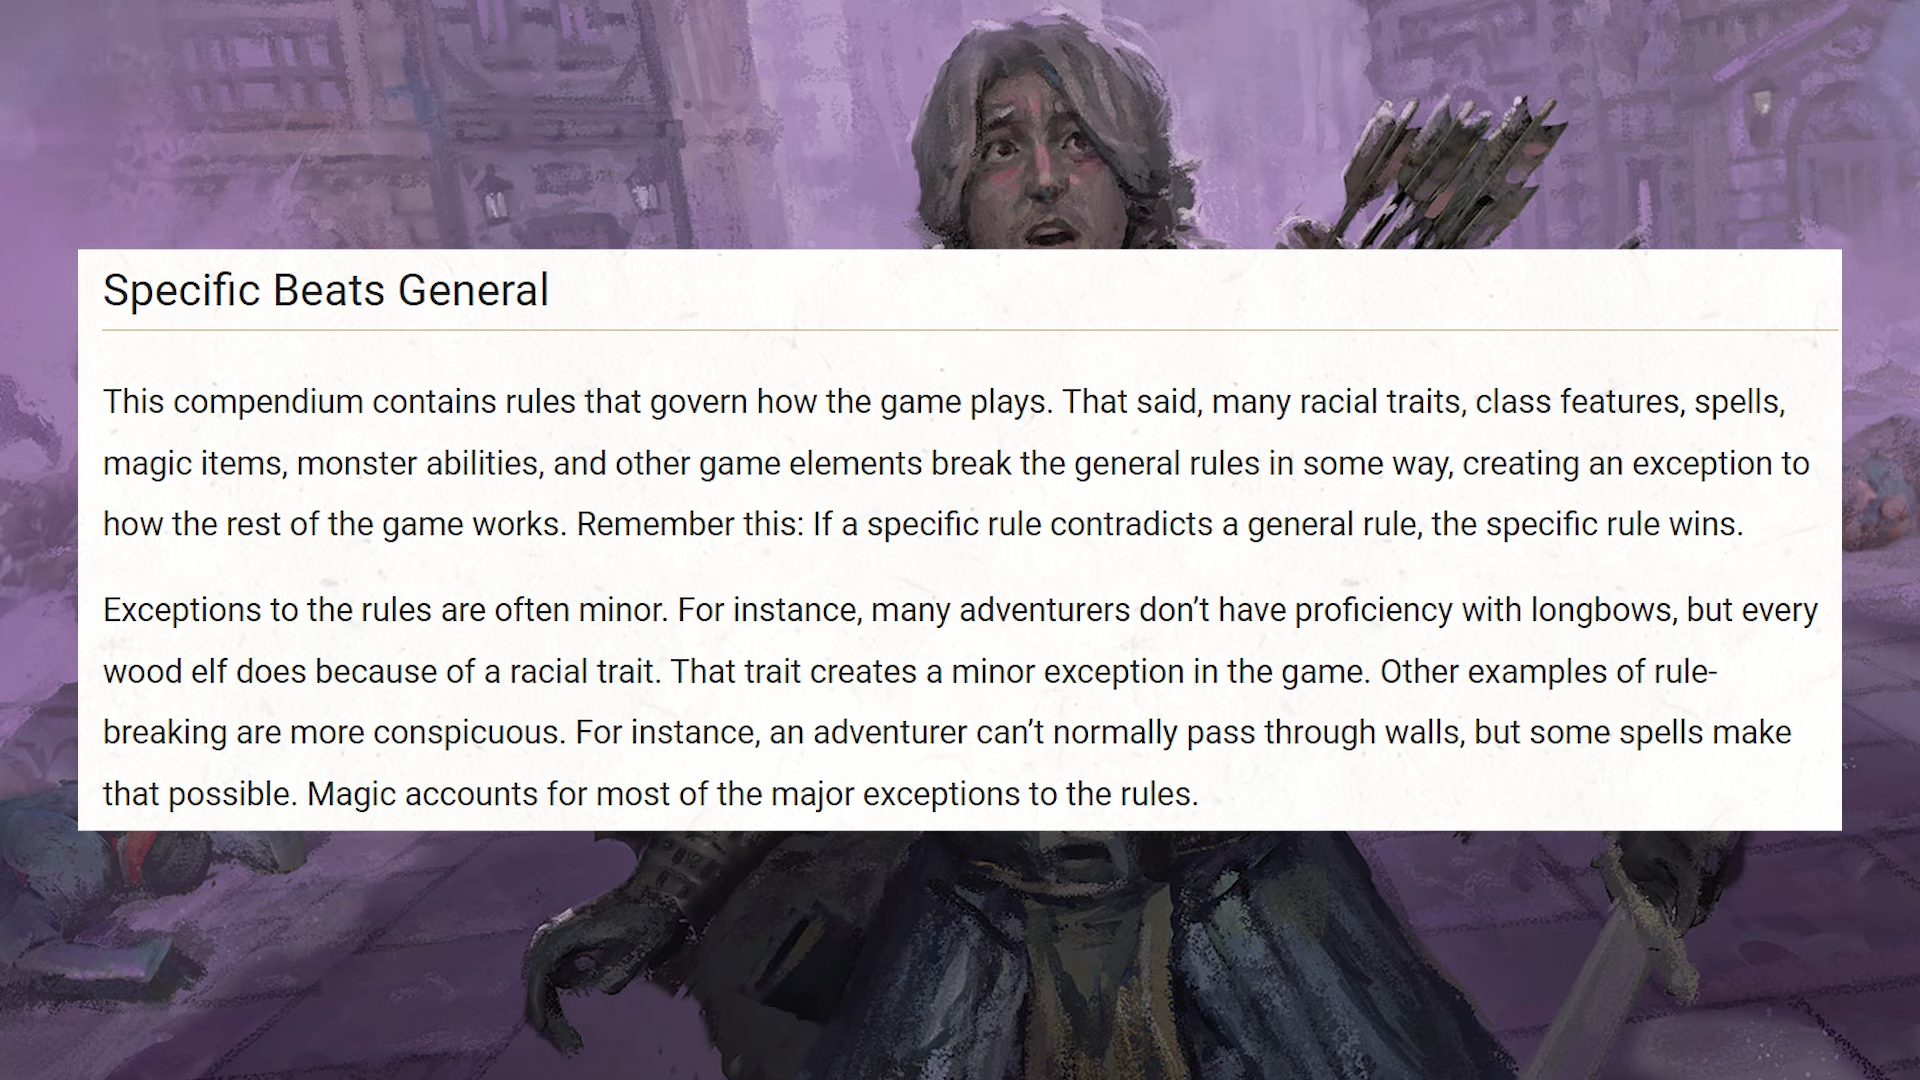 Specific Beats General
This compendium contains rules that govern how the game plays. That said, many racial traits, class features, spells,
magic items, monster abilities, and other game elements break the general rules in some way, creating an exception to
how the rest of the game works. Remember this: If a specific rule contradicts a general rule, the specific rule wins.
Exceptions to the rules are often minor. For instance, many adventurers don’t have proficiency with longbows, but every
wood elf does because of a racial trait. That trait creates a minor exception in the game. Other examples of rule-
breaking are more conspicuous. For instance, an adventurer can’t normally pass through walls, but some spells make
that possible. Magic accounts for most of the major exceptions to the rules.